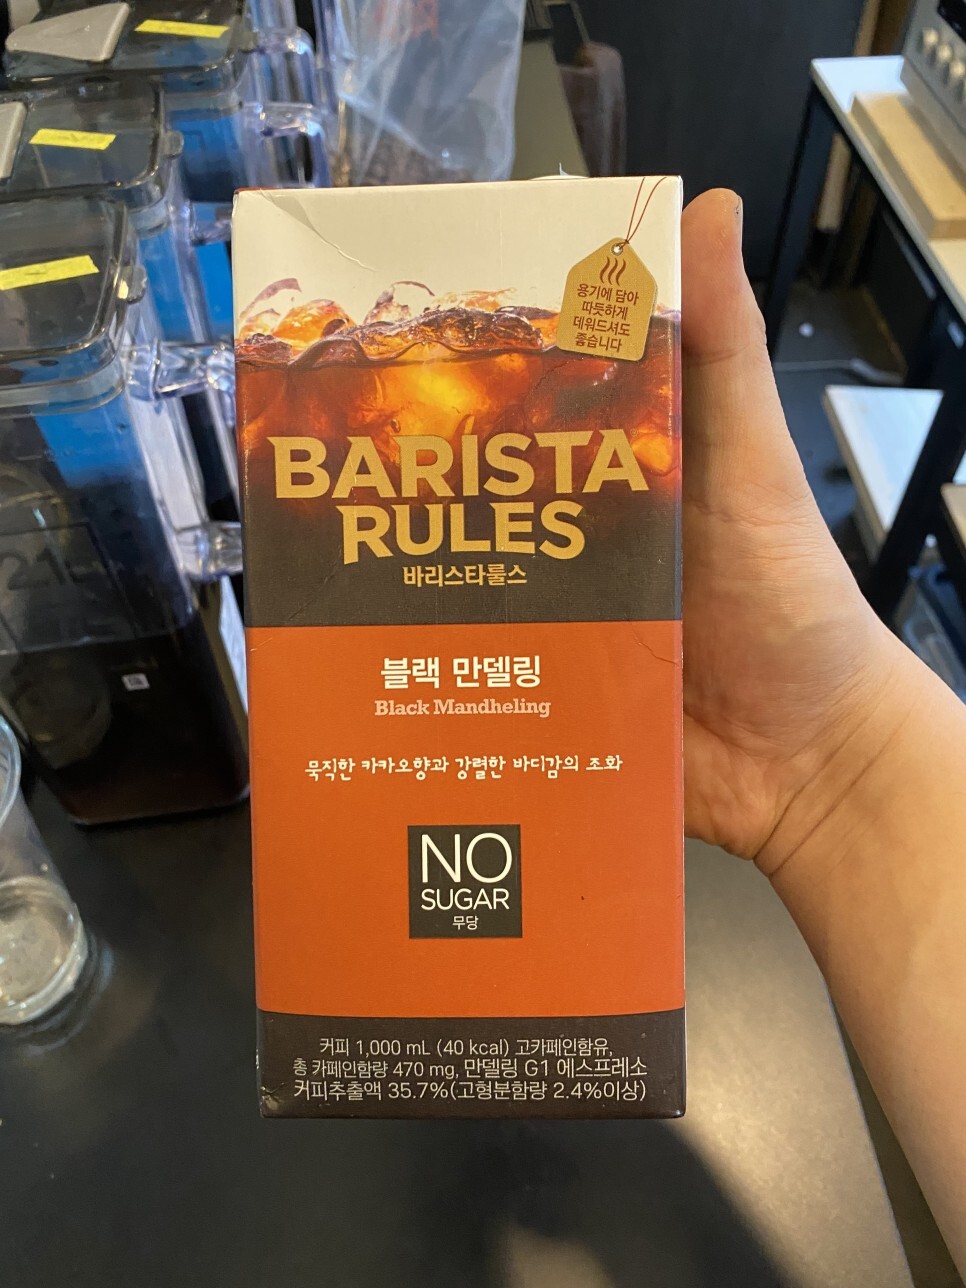 용기에 담아
따듯하게
데워드셔도
좋습니다
BARISTA
RULES
바리스타룰스
블랙 만델링
Black Mandheling
묵직한 카카오향과 강렬한 바디감의 조화
NO
SUGAR
무당
커피 1,000 mL (40 kcal) 고카페인함유,
총 카페인함량 470 mg, 만델링 G1 에스프레소
커피추출액 35.7%(고형분함량 2.4%이상)